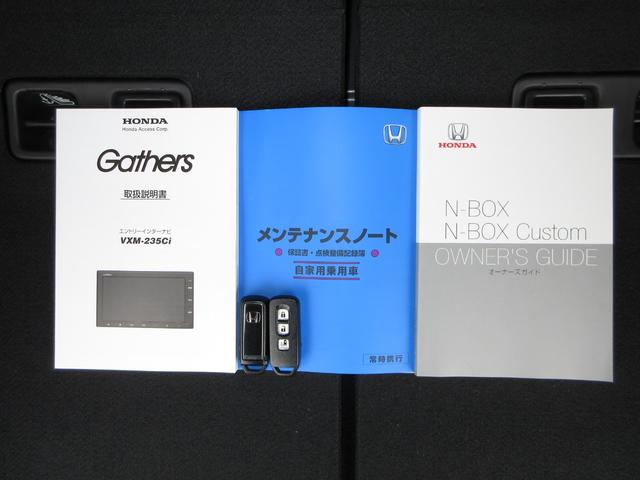 HONDA
Honda Access Corp.
Gathers
取扱説明書
エントリーインターナビ
VXM-235Ci
メンテナンスノート
保証書・点検整備記録簿
自家用乗用車
常時携行
HONDA
N-BOX
N-BOX Custom
OWNER'S GUIDE
オーナーズガイド